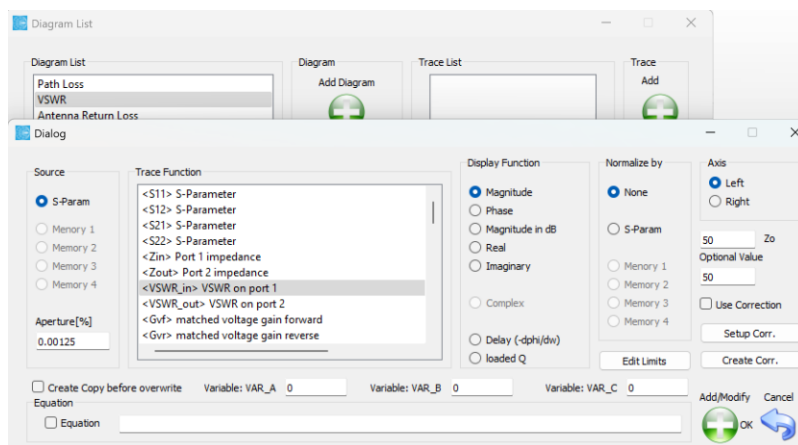 Diagram List
Diagram List
Diagram
Trace List
Trace
Path Loss
VSWR
Antenna Return Loss
Add Diagram
Add
Dialog
Source
S-Param
Menory 1
Memory 2
Memory 3
Memory 4
Aperture[%]
0.00125
Trace Function
<S11> S-Parameter
<S12> S-Parameter
<S21> S-Parameter
<S22> S-Parameter
<Zin> Port 1 impedance
<Zout> Port 2 impedance
<VSWR_in> VSWR on port 1
<VSWR_out> VSWR on port 2
<Gvf> matched voltage gain forward
<Gvr> matched voltage gain reverse
Display Function
Magnitude
Phase
Magnitude in dB
Real
Imaginary
Complex
Delay (-dphi/dw)
loaded Q
Normalize by
None
S-Param
Menory 1
Memory 2
Memory 3
Memory 4
Edit Limits
Axis
Left
Right
50 Zo
Optional Value
50
Use Correction
Setup Corr.
Create Corr.
Create Copy before overwrite Variable: VAR_A 0 Variable: VAR_B 0 Variable: VAR_C 0
Equation
Equation
Add/Modify Cancel
OK